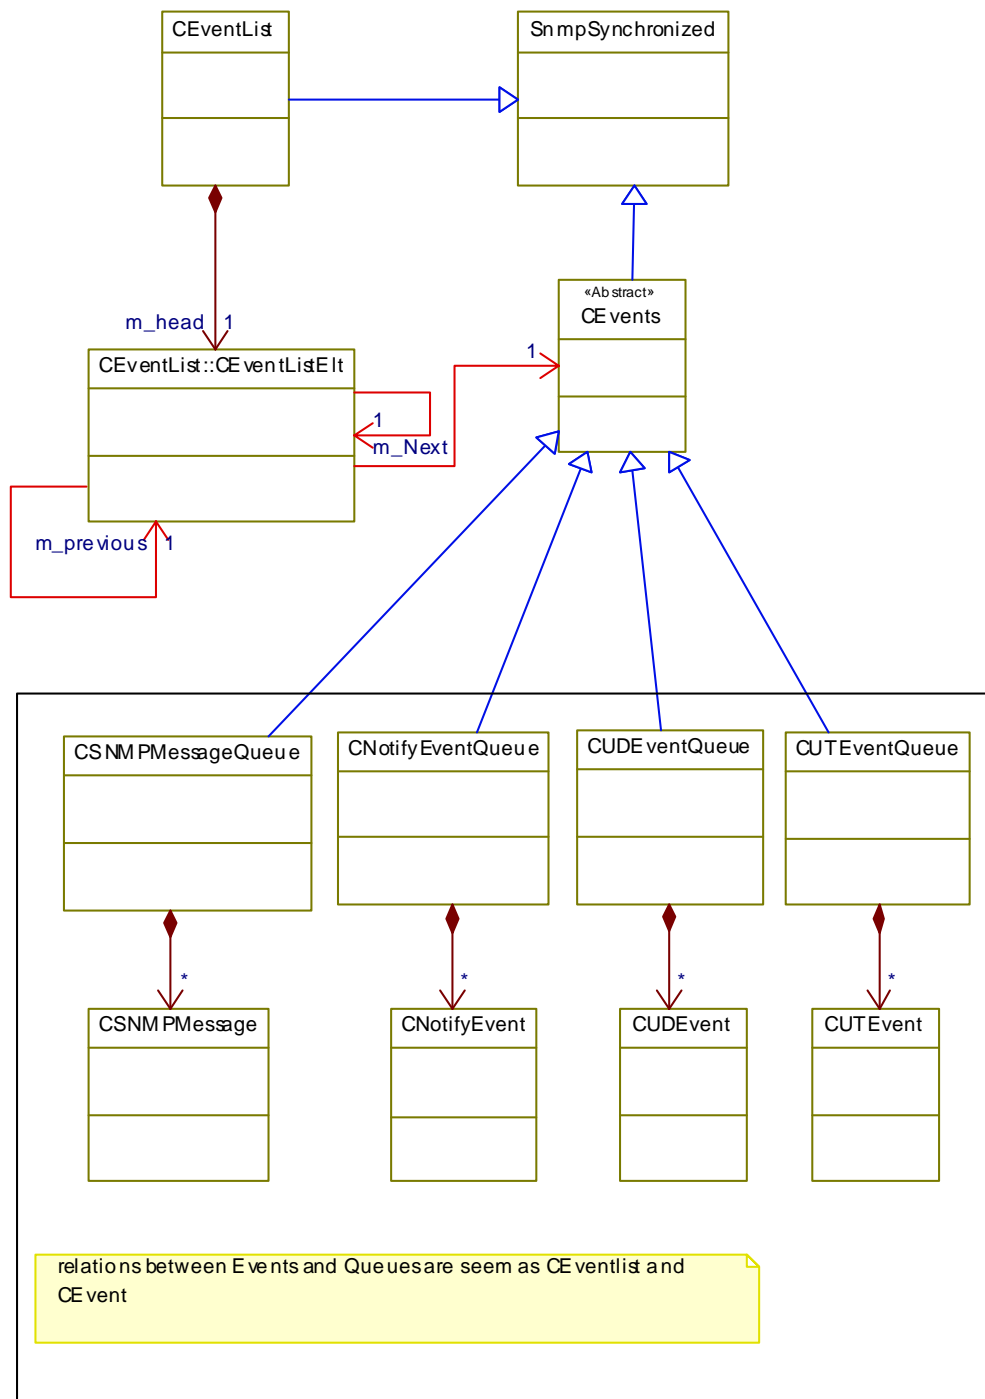 CEventList
SnmpSynchronized
«Abstract»
CEvents
m_head 1
CEventList::CEventListElt
1
1
m_Next
m_previous 1
CSNMPMessageQueue
CNotifyEventQueue
CUDEventQueue
CUTEventQueue
*
*
*
*
CSNMPMessage
CNotifyEvent
CUDEvent
CUTEvent
relations between Events and Queues are seem as CEventlist and
CEvent